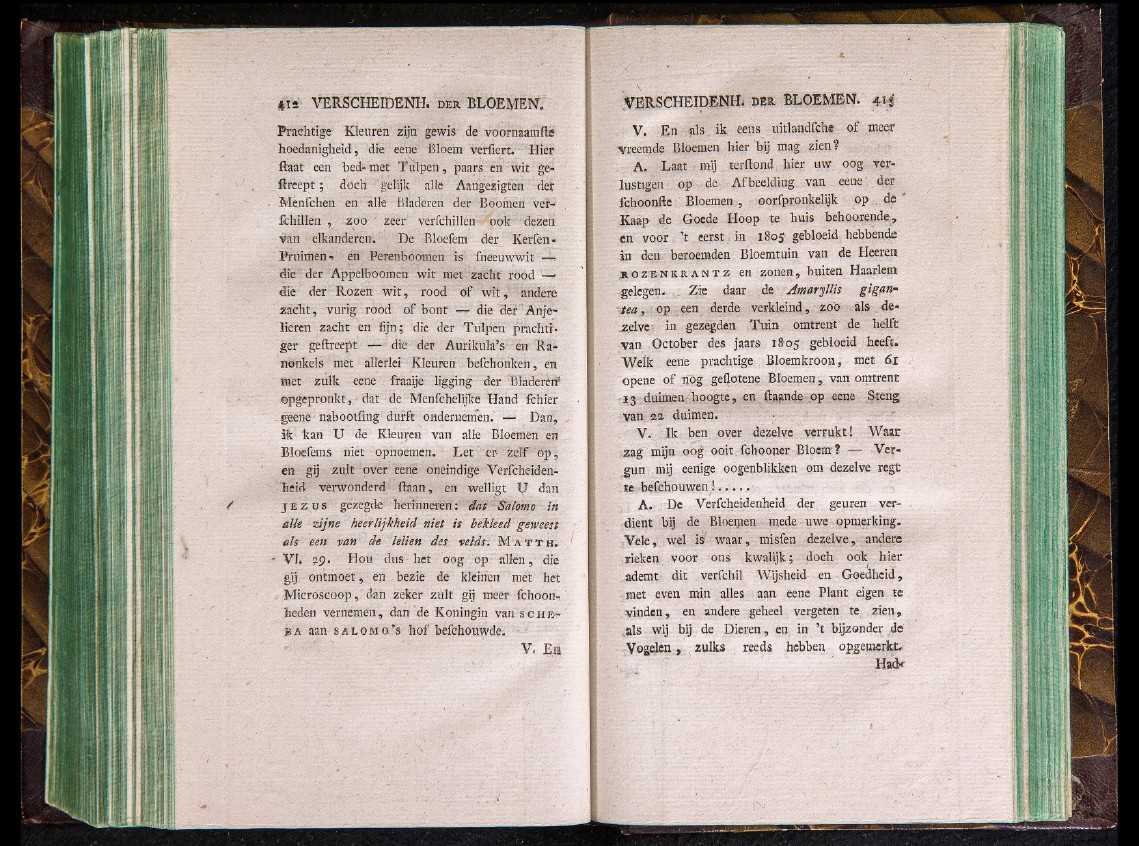 412 VERSCHEIDENH. DER BLOEMEN.
Prachtige Kleuren zijn gewis de voornaamſte
hoedanigheid, die eene Bloem verſiert. Hier
ſtaat een bed met Tulpen, paars en wit ge-
ſtreept; doch gelijk alle Aangezigten der
Menſchen en alle Bladeren der Boomen ver-
ſchillen, zoo zeer verſchillen ook dezen
van elkanderen. De Bloeſem der Kerſen-
Pruimen- en Perenboomen is ſneeuwwit —
die der Appelboomen wit met zacht rood —
die der Rozen wit, rood of wit, andere
zacht, vurig rood of bont — die der Anje-
lieren zacht en fijn; die der Tulpen prachti-
ger geſtreept — die der Aurikula's en Ra-
nonkels met allerlei Kleuren beſchonken, en
met zulk eene fraaije ligging der Bladeren
opgepronkt, dat de Menſchelijke Hand ſchier
geene nabootſing durft ondernemen. — Dan,
ik kan U de Kleuren van alle Bloemen en
Bloeſems niet opnoemen. Let er zelf op,
en gij zult over eene oneindige Verſcheiden-
heid verwonderd ſtaan, en welligt U dan
JEZUS gezegde herinneren: dat Salomo in
alle zijne heerlijkheid niet is bekleed geweest
als een van de lelien des velds. MATTH.
VI. 29. Hou dus het oog op allen, die
gij ontmoet, en bezie de kleinen met het
Microscoop, dan zeker zult gij meer ſchoon-
heden vernemen, dan de Koningin van SCHE-
BA aan SALOMO's hof beſchouwde.
V. En
VERSCHEIDENH. DER BLOEMEN. 413
V. En als ik eens uitlandſche of meer
vreemde Bloemen hier bij mag zien?
A. Laat mij terſtond hier uw oog ver-
lustigen op de Afbeelding van eene der
ſchoonſte Bloemen, oorſpronkelijk op de
Kaap de Goede Hoop te huis behoorende,
en voor 't eerst in 1805 gebloeid hebbende
in den beroemden Bloemtuin van de Heeren
ROZENKRANTZ en zonen, buiten Haarlem
gelegen. Zie daar de Amaryllis gigan-
tea, op een derde verkleind, zoo als de-
zelve in gezegden Tuin omtrent de helft
van October des jaars 1805 gebloeid heeft.
Welk eene prachtige Bloemkroon, met 61
opene of nog geſlotene Bloemen, van omtrent
13 duimen hoogte, en ſtaande op eene Steng
van 22 duimen.
V. Ik ben over dezelve verrukt! Waar
zag mijn oog ooit ſchooner Bloem? — Ver-
gun mij eenige oogenblikken om dezelve regt
te beſchouwen!.....
A. De Verſcheidenheid der geuren ver-
dient bij de Bloemen mede uwe opmerking.
Vele, wel is waar, misſen dezelve, andere
rieken voor ons kwalijk; doch ook hier
ademt dit verſchil Wijsheid en Goedheid,
met even min alles aan eene Plant eigen te
vinden, en andere geheel vergeten te zien,
als wij bij de Dieren, en in 't bijzonder de
Vogelen, zulks reeds hebben opgemerkt.
Had-